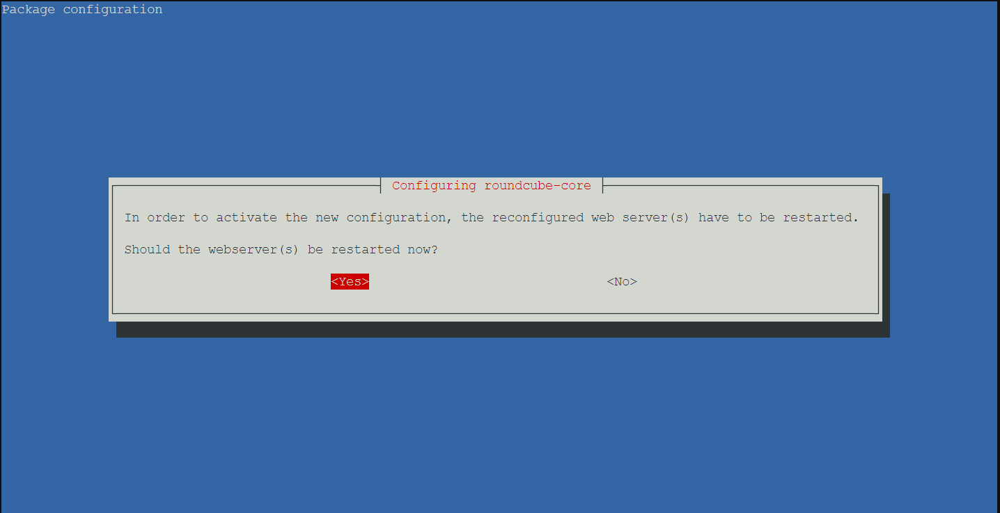 Package configuration
Configuring roundcube-core
In order to activate the new configuration, the reconfigured web server(s) have to be restarted.
Should the webserver(s) be restarted now?
<Yes> <No>